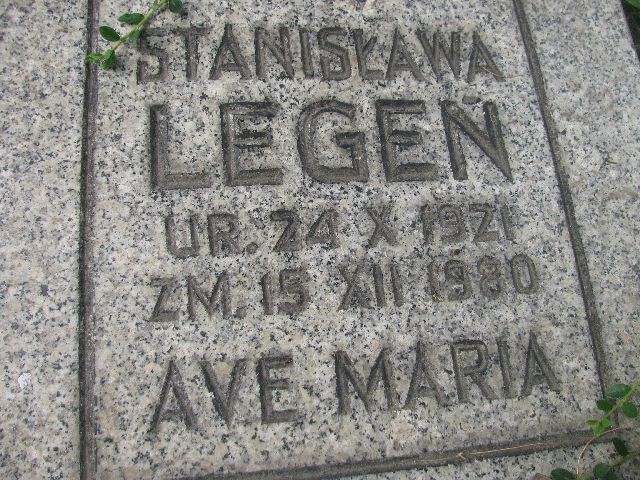 STANISŁAWA
LEGEŃ
UR. 24 X 1921
ZM. 15 XII 1980
AVE MARIA